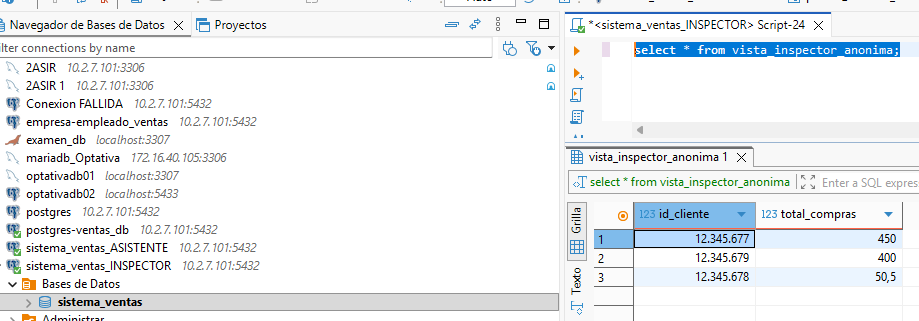 Navegador de Bases de Datos
Proyectos
filter connections by name
2ASIR 10.2.7.101:3306
2ASIR 1 10.2.7.101:3306
Conexion FALLIDA 10.2.7.101:5432
empresa-empleado_ventas 10.2.7.101:5432
examen_db localhost:3307
mariadb_Optativa 172.16.40.105:3306
optativadb01 localhost:3307
optativadb02 localhost:5433
postgres 10.2.7.101:5432
postgres-ventas_db 10.2.7.101:5432
sistema_ventas_ASISTENTE 10.2.7.101:5432
sistema_ventas_INSPECTOR 10.2.7.101:5432
Bases de Datos
sistema_ventas
Administrar
*<sistema_ventas_INSPECTOR> Script-24
select * from vista_inspector_anonima;
vista_inspector_anonima 1
select * from vista_inspector_anonima
Enter a SQL expres
Grilla
Texto
123 id_cliente 123 total_compras
1 12.345.677 450
2 12.345.679 400
3 12.345.678 50,5